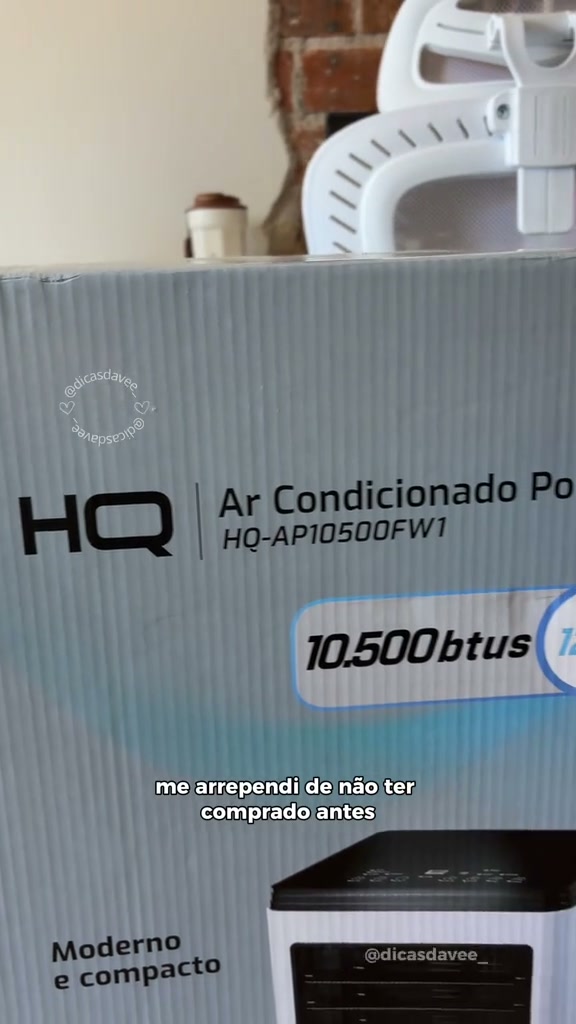 @dicasdavee_
@dicasdavee_
HQ
Ar Condicionado Po
HQ-AP10500FW1
10.500btus
12
me arrependi de não ter
comprado antes
Moderno
e compacto
@dicasdavee_